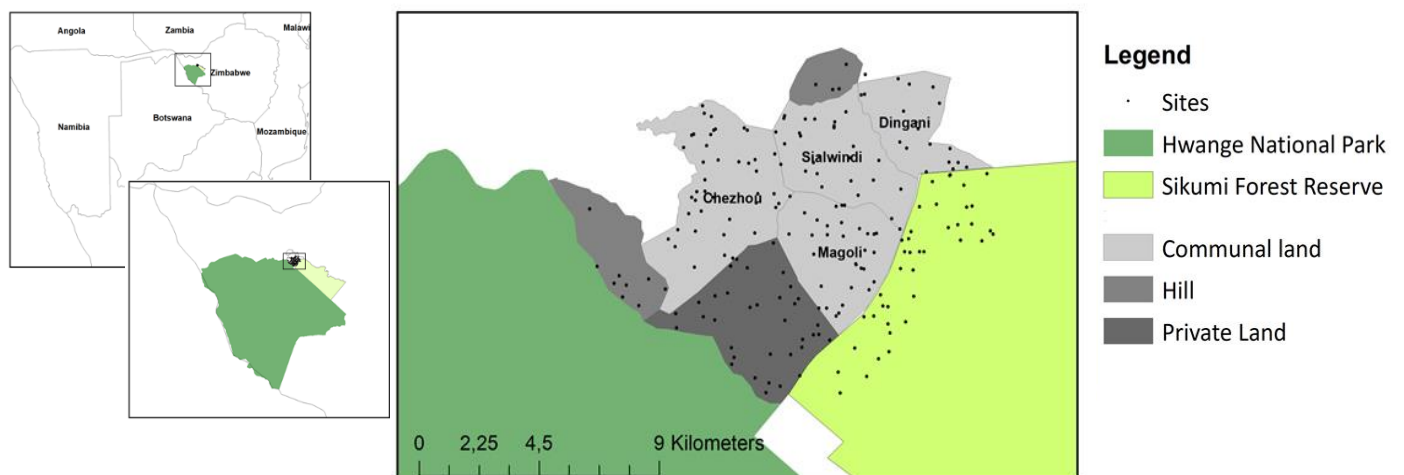 Angola
Zambia
Malawi
Zimbabwe
Namibia
Botswana
Mozambique
Dingani
Sialwindi
Chezhou
Magoli
0 2,25 4,5 9 Kilometers
Legend
Sites
Hwange National Park
Sikumi Forest Reserve
Communal land
Hill
Private Land